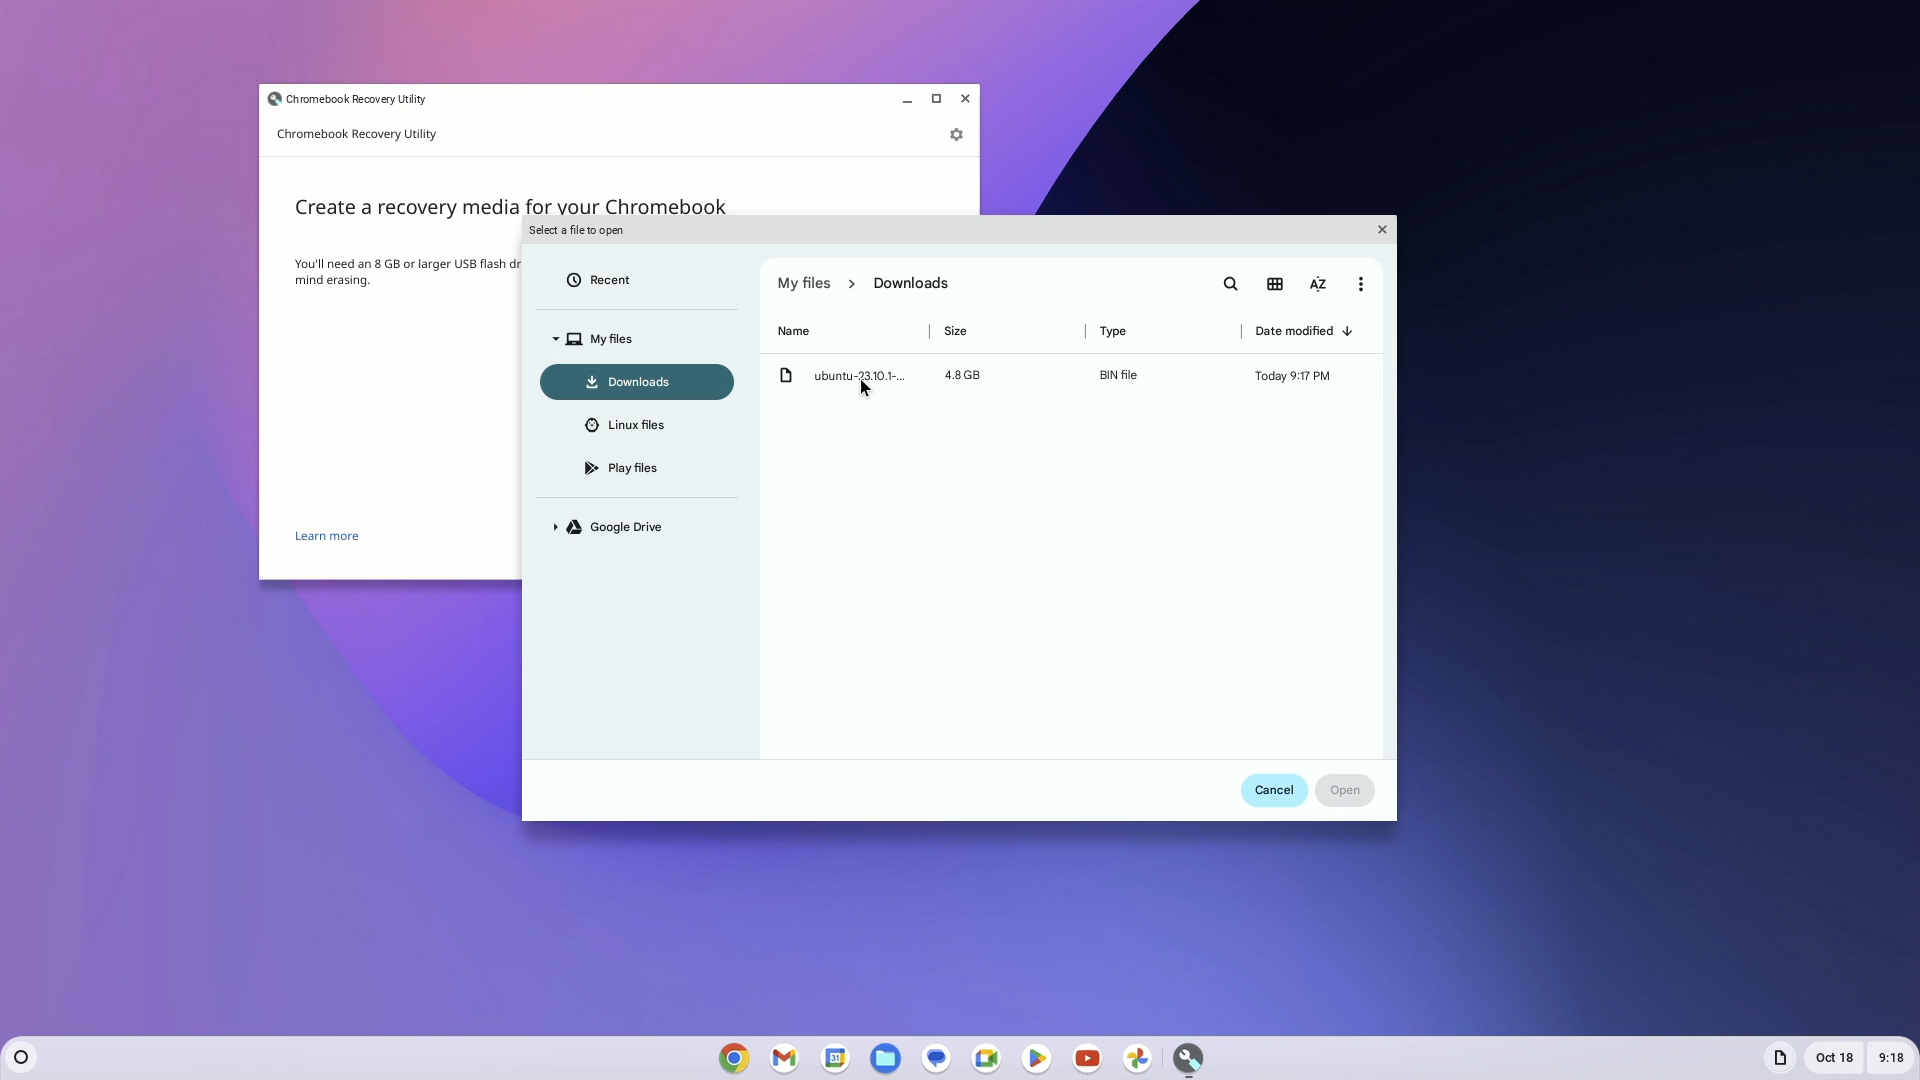 Chromebook Recovery Utility
Chromebook Recovery Utility
Create a recovery media for your Chromebook
You'll need an 8 GB or larger USB flash dr
mind erasing.
Learn more
Select a file to open
Recent
My files
Downloads
Linux files
Play files
Google Drive
My files > Downloads
AZ
Name Size Type Date modified
ubuntu-23.10.1-... 4.8 GB BIN file Today 9:17 PM
Cancel Open
31
Oct 18 9:18